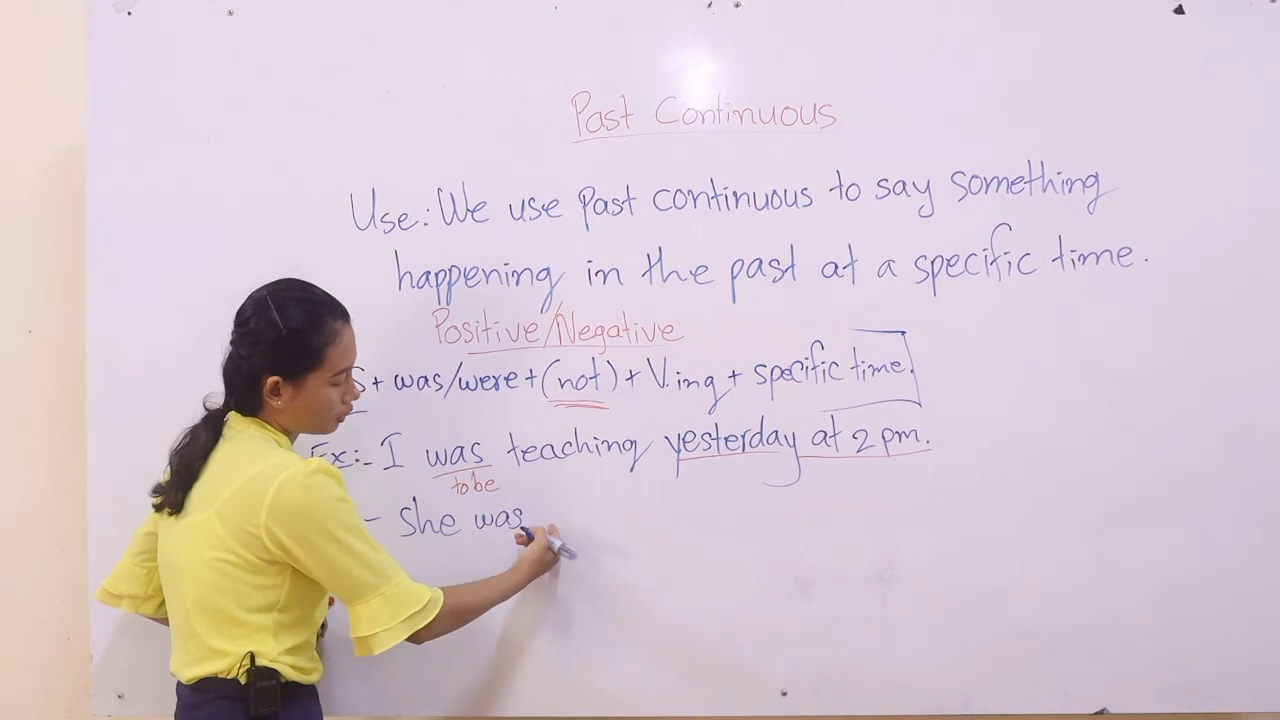 Past Continuous
Use: We use past continuous to say something
happening in the past at a specific time.
Positive/Negative
S + was/were + (not) + V.ing + specific time.
Ex:- I was teaching yesterday at 2 pm.
to be
- She was